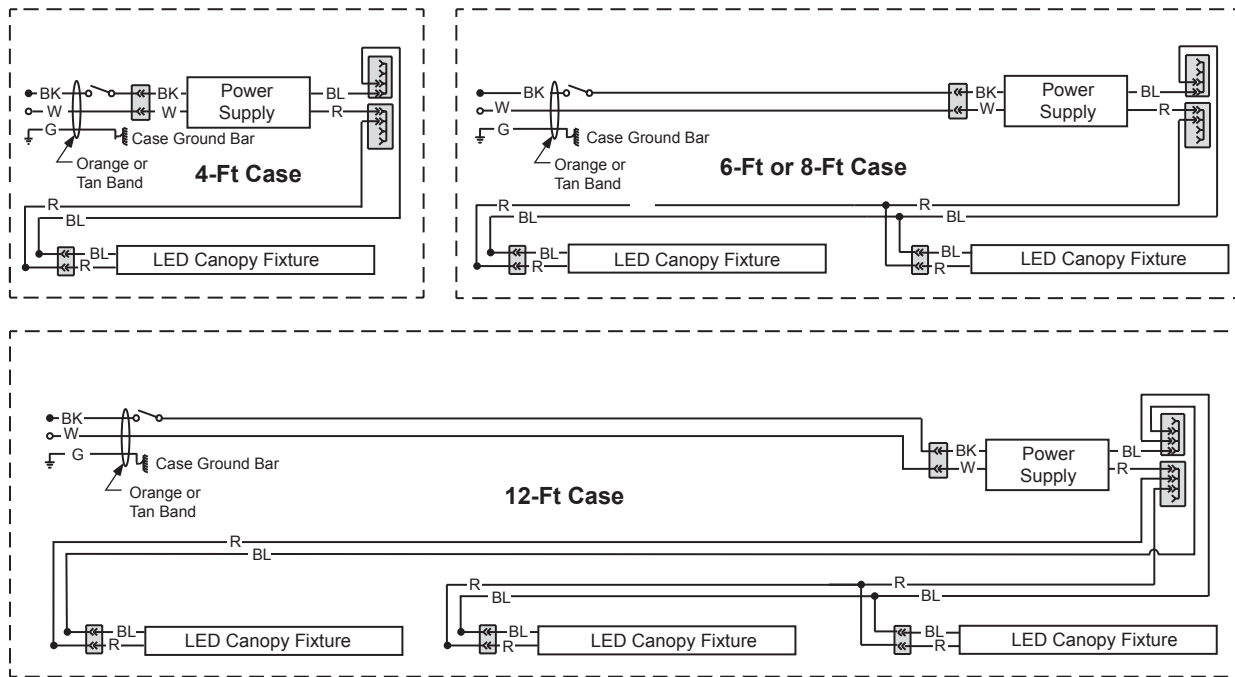 BK BK Power Supply BL
W W R
G Case Ground Bar
Orange or
Tan Band
4-Ft Case
R
BL
BL LED Canopy Fixture
R
BK BK Power Supply BL
W W R
G Case Ground Bar
Orange or
Tan Band
6-Ft or 8-Ft Case
R R
BL BL
BL LED Canopy Fixture BL LED Canopy Fixture
R R
BK BK Power Supply BL
W W R
G Case Ground Bar
Orange or
Tan Band
12-Ft Case
R
BL
R R
BL BL
BL LED Canopy Fixture BL LED Canopy Fixture BL LED Canopy Fixture
R R R